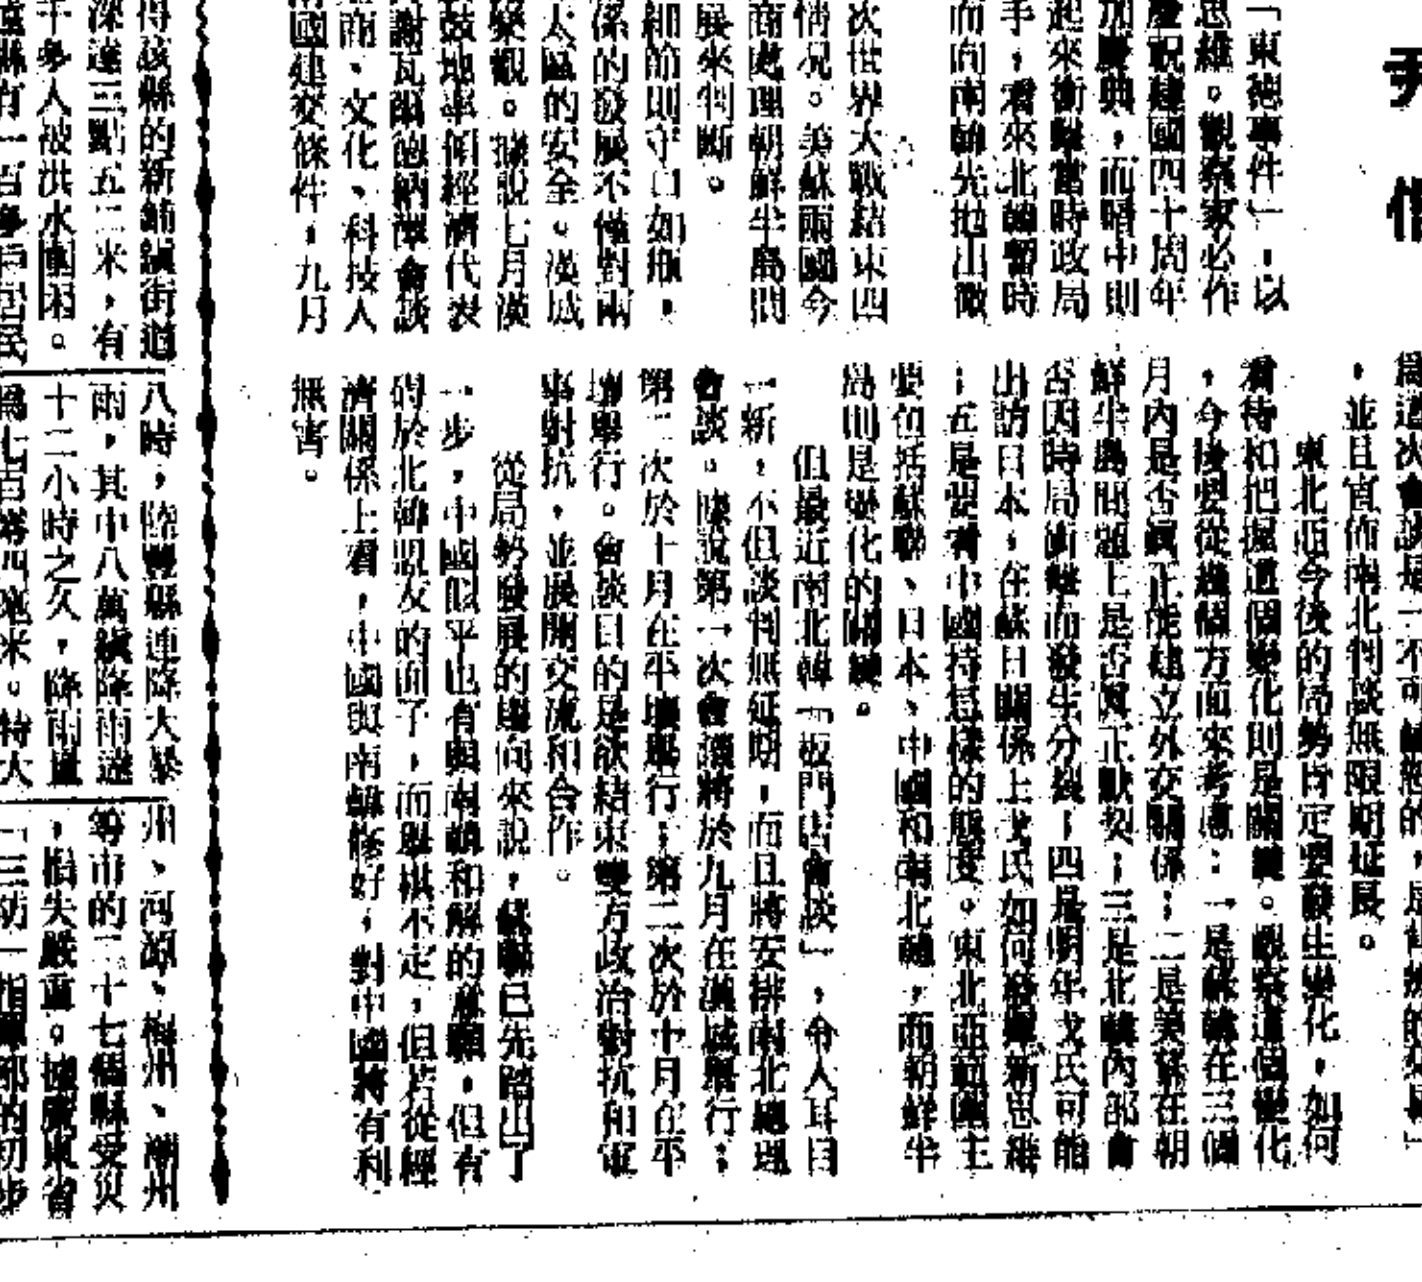 尹
「東德事件」，以
思維。觀察家必作
慶祝建國四十周年
加慶典，而暗中則
起來衝擊當時政局
手，看來北韓暫時
而向南韓先拋出微
次世界大戰結束四
情況。美蘇兩國今
商處理朝鮮半島問
展來判斷。
細節則守口如瓶，
係的發展不僅對兩
太區的安全。漢城
樂觀。據說七月漢
鼓地率領經濟代表
謝瓦納澤會談
商、文化、科技人
國建交條件，九月
為這次會談是一不可
，並且宣佈南北判談無限期延長。
東北亞今後的局勢肯定要發生變化，如何
看待和把握這個變化則是關鍵。觀察這個變化
，今後要從幾個方面來考慮：一是蘇韓在三個
月內是否真正能建立外交關係；二是美蘇在朝
鮮半島問題上是否真正默契；三是北韓內部會
否因時局衝擊而發生分裂；四是明年戈氏可能
出訪日本，在蘇日關係上戈氏如何發揮新思維
；五是要看中國持怎樣的態度。東北亞範圍主
要包括蘇聯、日本、中國和南北韓，而朝鮮半
島則是變化的關鍵。
但最近南北韓「板門店會談」，令人耳目
一新，不但談判無延期，而且將安排南北總理
會談。據說第一次會議將於九月在漢城舉行；
第二次於十月在平壤舉行；第二次於十月在平
壤舉行。會談目的是欲結束雙方政治對抗和軍
事對抗，並展開交流和合作。
從局勢發展的趨向來說，蘇聯已先踏出了
一步，中國似乎也有與南韓和解的意願，但有
碍於北韓盟友的面子，而舉棋不定，但若從經
濟關係上看，中國與南韓修好，對中國將有利
無害。
得該縣的新鋪鎮街道
深達三點五二米，有
千多人被洪水圍困。
縣有一百多戶居民
八時，陸豐縣連降大暴
雨，其中八萬鎮降雨達
十二小時之久，降雨量
為七百零四毫米。特大
州、河源、梅州、潮州
等市的二十七個縣受災
，損失嚴重。據廣東省
「三防」指揮部的初步